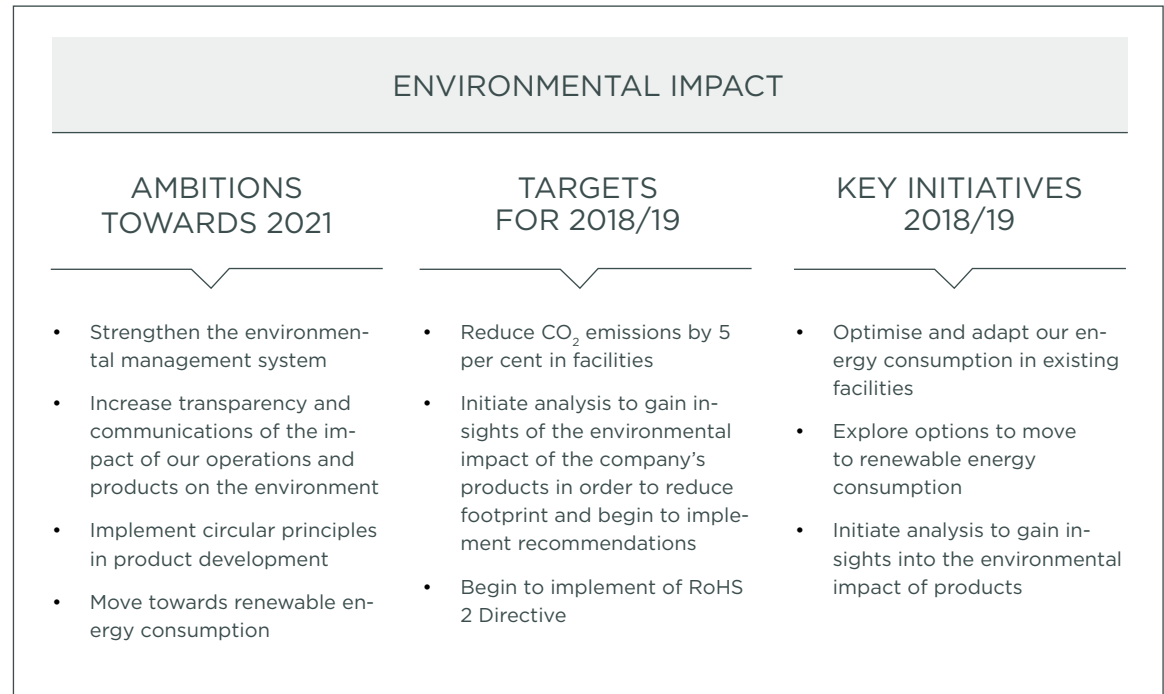 ENVIRONMENTAL IMPACT
AMBITIONS
TOWARDS 2021
• Strengthen the environmen-
tal management system
• Increase transparency and
communications of the im-
pact of our operations and
products on the environment
• Implement circular principles
in product development
• Move towards renewable en-
ergy consumption
TARGETS
FOR 2018/19
• Reduce CO₂ emissions by 5
per cent in facilities
• Initiate analysis to gain in-
sights of the environmental
impact of the company’s
products in order to reduce
footprint and begin to imple-
ment recommendations
• Begin to implement of RoHS
2 Directive
KEY INITIATIVES
2018/19
• Optimise and adapt our en-
ergy consumption in existing
facilities
• Explore options to move
to renewable energy
consumption
• Initiate analysis to gain in-
sights into the environmental
impact of products